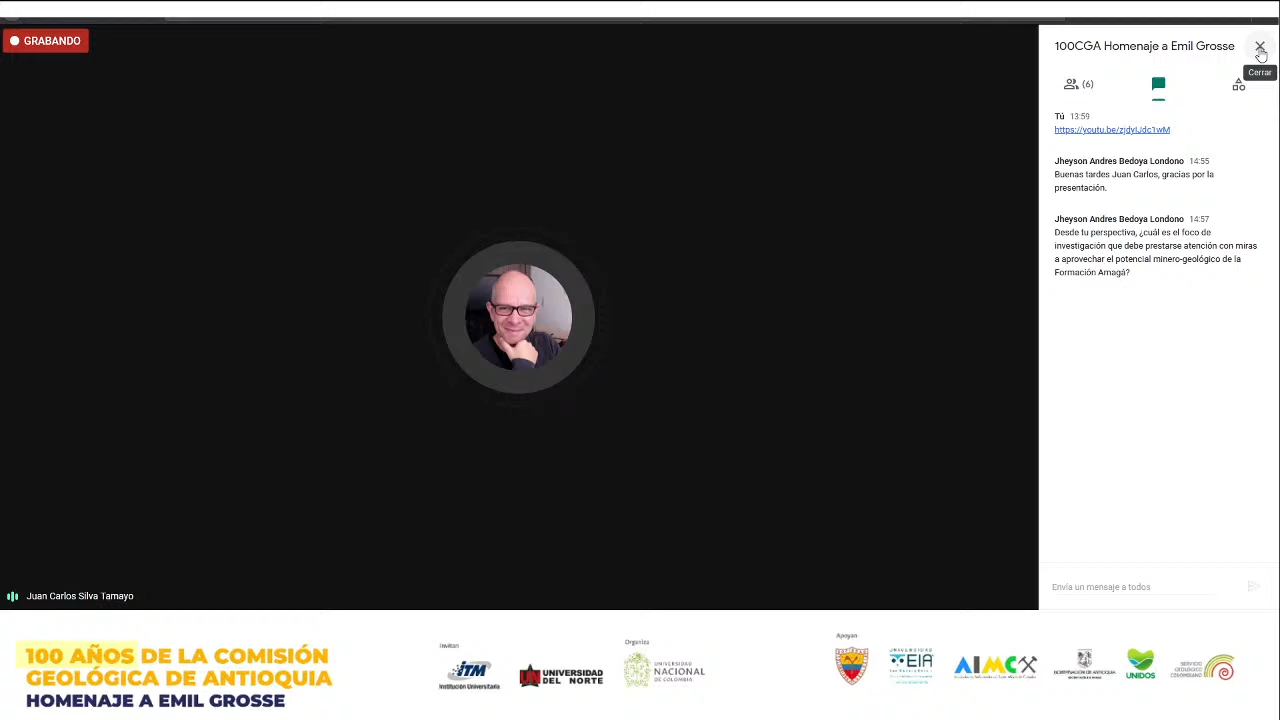 GRABANDO
100CGA Homenaje a Emil Grosse
Cerrar
(6)
Tú 13:59
https://youtu.be/zjdyIJdc1wM
Jheyson Andres Bedoya Londono 14:55
Buenas tardes Juan Carlos, gracias por la
presentación.
Jheyson Andres Bedoya Londono 14:57
Desde tu perspectiva, ¿cuál es el foco de
investigación que debe prestarse atención con miras
a aprovechar el potencial minero-geológico de la
Formación Amagá?
Envía un mensaje a todos
Juan Carlos Silva Tamayo
100 AÑOS DE LA COMISIÓN
GEOLÓGICA DE ANTIOQUIA
HOMENAJE A EMIL GROSSE
Invitan
iTM
Institución Universitaria
UNIVERSIDAD
DEL NORTE
Organiza
UNIVERSIDAD
NACIONAL
DE COLOMBIA
Apoyan
UNIVERSIDAD
EIA
AIMC
GOBERNACIÓN DE ANTIOQUIA
UNIDOS
SERVICIO
GEOLÓGICO
COLOMBIANO